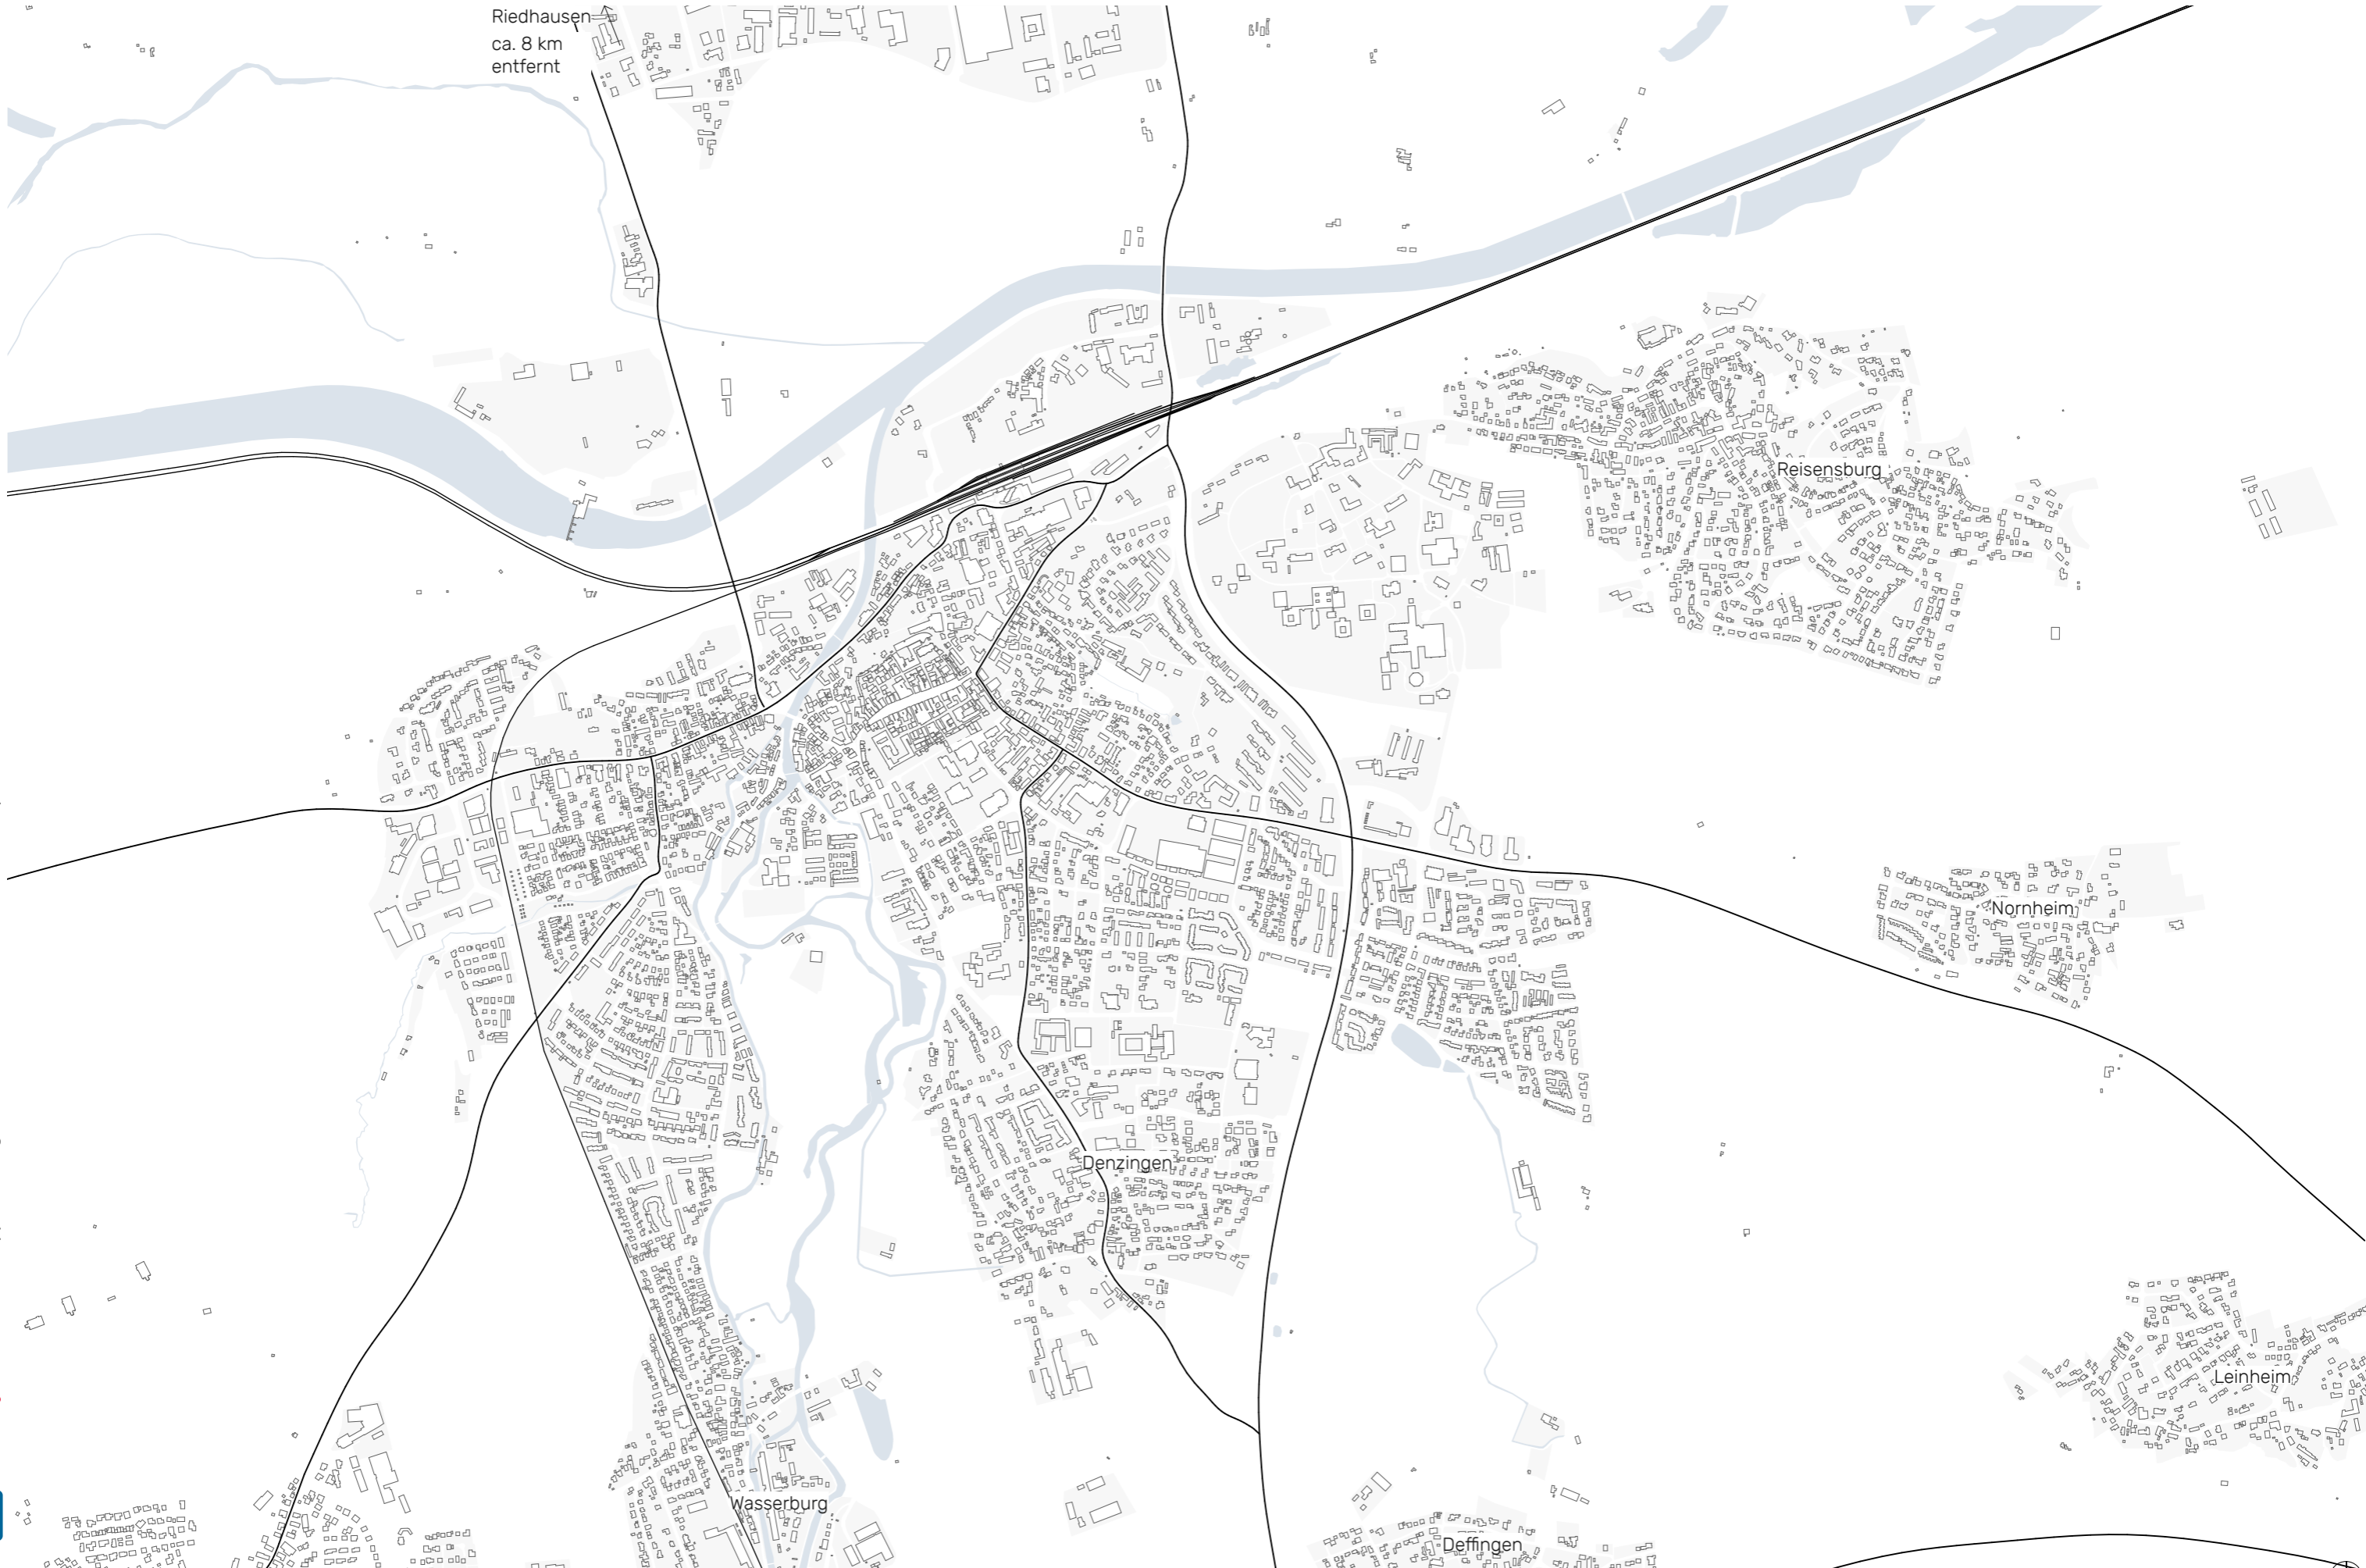 Riedhausen
ca. 8 km
entfernt
Reisensburg
Nornheim
Denzingen
Leinheim
Wasserburg
Deffingen